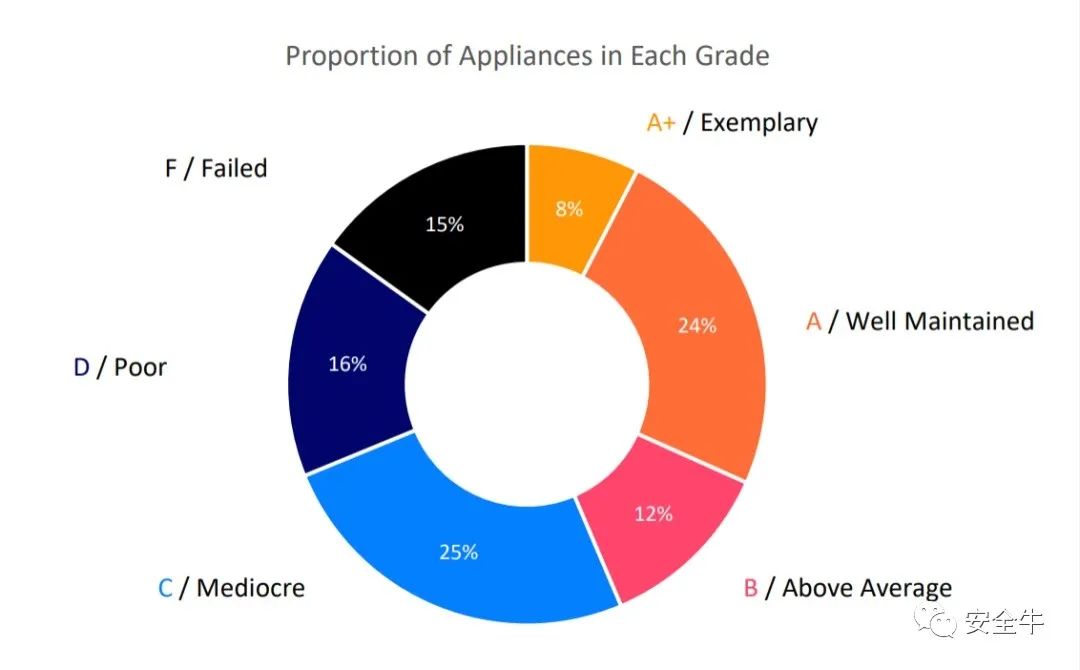 Proportion of Appliances in Each Grade
A+ / Exemplary
F / Failed
8%
15%
24%
A / Well Maintained
16%
D / Poor
12%
25%
C / Mediocre
B / Above Average
安全牛